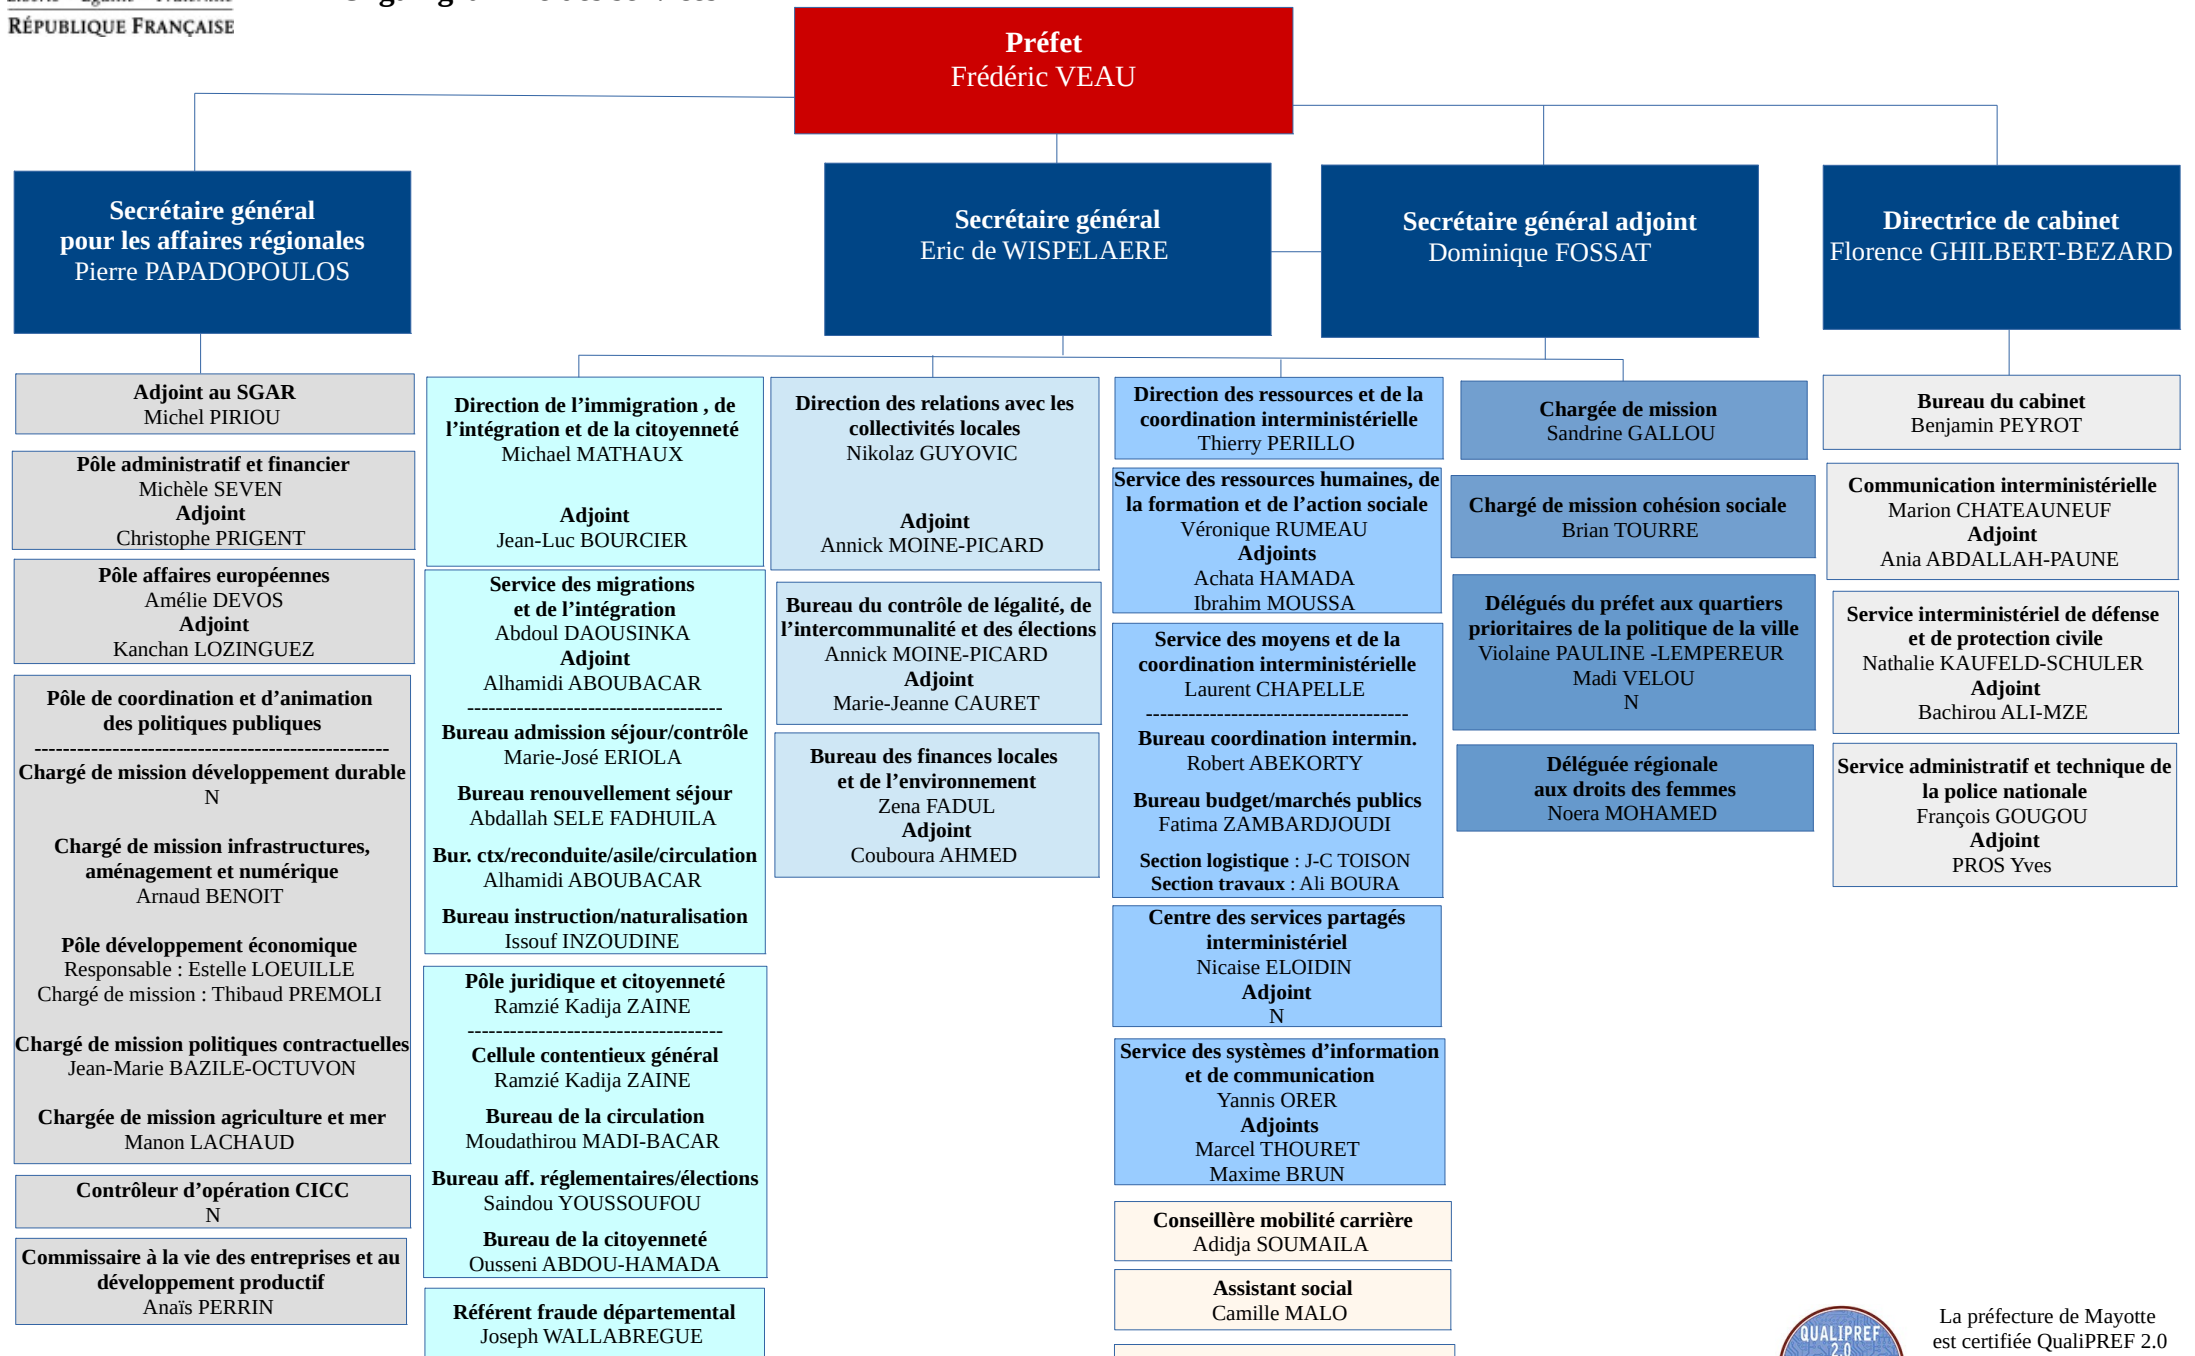 RÉPUBLIQUE FRANÇAISE
Préfet
Frédéric VEAU
Secrétaire général
pour les affaires régionales
Pierre PAPADOPOULOS
Secrétaire général
Eric de WISPELAERE
Secrétaire général adjoint
Dominique FOSSAT
Directrice de cabinet
Florence GHILBERT-BEZARD
Adjoint au SGAR
Michel PIRIOU
Pôle administratif et financier
Michèle SEVEN
Adjoint
Christophe PRIGENT
Pôle affaires européennes
Amélie DEVOS
Adjoint
Kanchan LOZINGUEZ
Pôle de coordination et d’animation
des politiques publiques
--------------------------------------------------
Chargé de mission développement durable
N
Chargé de mission infrastructures,
aménagement et numérique
Arnaud BENOIT
Pôle développement économique
Responsable : Estelle LOEUILLE
Chargé de mission : Thibaud PREMOLI
Chargé de mission politiques contractuelles
Jean-Marie BAZILE-OCTUVON
Chargée de mission agriculture et mer
Manon LACHAUD
Contrôleur d’opération CICC
N
Commissaire à la vie des entreprises et au
développement productif
Anaïs PERRIN
Direction de l’immigration , de
l’intégration et de la citoyenneté
Michael MATHAUX
Adjoint
Jean-Luc BOURCIER
Service des migrations
et de l’intégration
Abdoul DAOUSINKA
Adjoint
Alhamidi ABOUBACAR
------------------------------------
Bureau admission séjour/contrôle
Marie-José ERIOLA
Bureau renouvellement séjour
Abdallah SELE FADHUILA
Bur. ctx/reconduite/asile/circulation
Alhamidi ABOUBACAR
Bureau instruction/naturalisation
Issouf INZOUDINE
Pôle juridique et citoyenneté
Ramzié Kadija ZAINE
------------------------------------
Cellule contentieux général
Ramzié Kadija ZAINE
Bureau de la circulation
Moudathirou MADI-BACAR
Bureau aff. réglementaires/élections
Saindou YOUSSOUFOU
Bureau de la citoyenneté
Ousseni ABDOU-HAMADA
Référent fraude départemental
Joseph WALLABREGUE
Direction des relations avec les
collectivités locales
Nikolaz GUYOVIC
Adjoint
Annick MOINE-PICARD
Bureau du contrôle de légalité, de
l’intercommunalité et des élections
Annick MOINE-PICARD
Adjoint
Marie-Jeanne CAURET
Bureau des finances locales
et de l’environnement
Zena FADUL
Adjoint
Couboura AHMED
Direction des ressources et de la
coordination interministérielle
Thierry PERILLO
Service des ressources humaines, de
la formation et de l’action sociale
Véronique RUMEAU
Adjoints
Achata HAMADA
Ibrahim MOUSSA
Service des moyens et de la
coordination interministérielle
Laurent CHAPELLE
-------------------------------------
Bureau coordination intermin.
Robert ABEKORTY
Bureau budget/marchés publics
Fatima ZAMBARDJOUDI
Section logistique : J-C TOISON
Section travaux : Ali BOURA
Centre des services partagés
interministériel
Nicaise ELOIDIN
Adjoint
N
Service des systèmes d’information
et de communication
Yannis ORER
Adjoints
Marcel THOURET
Maxime BRUN
Conseillère mobilité carrière
Adidja SOUMAILA
Assistant social
Camille MALO
Chargée de mission
Sandrine GALLOU
Chargé de mission cohésion sociale
Brian TOURRE
Délégués du préfet aux quartiers
prioritaires de la politique de la ville
Violaine PAULINE -LEMPEREUR
Madi VELOU
N
Déléguée régionale
aux droits des femmes
Noera MOHAMED
Bureau du cabinet
Benjamin PEYROT
Communication interministérielle
Marion CHATEAUNEUF
Adjoint
Ania ABDALLAH-PAUNE
Service interministériel de défense
et de protection civile
Nathalie KAUFELD-SCHULER
Adjoint
Bachirou ALI-MZE
Service administratif et technique de
la police nationale
François GOUGOU
Adjoint
PROS Yves
QUALIPREF
2.0
La préfecture de Mayotte
est certifiée QualiPREF 2.0